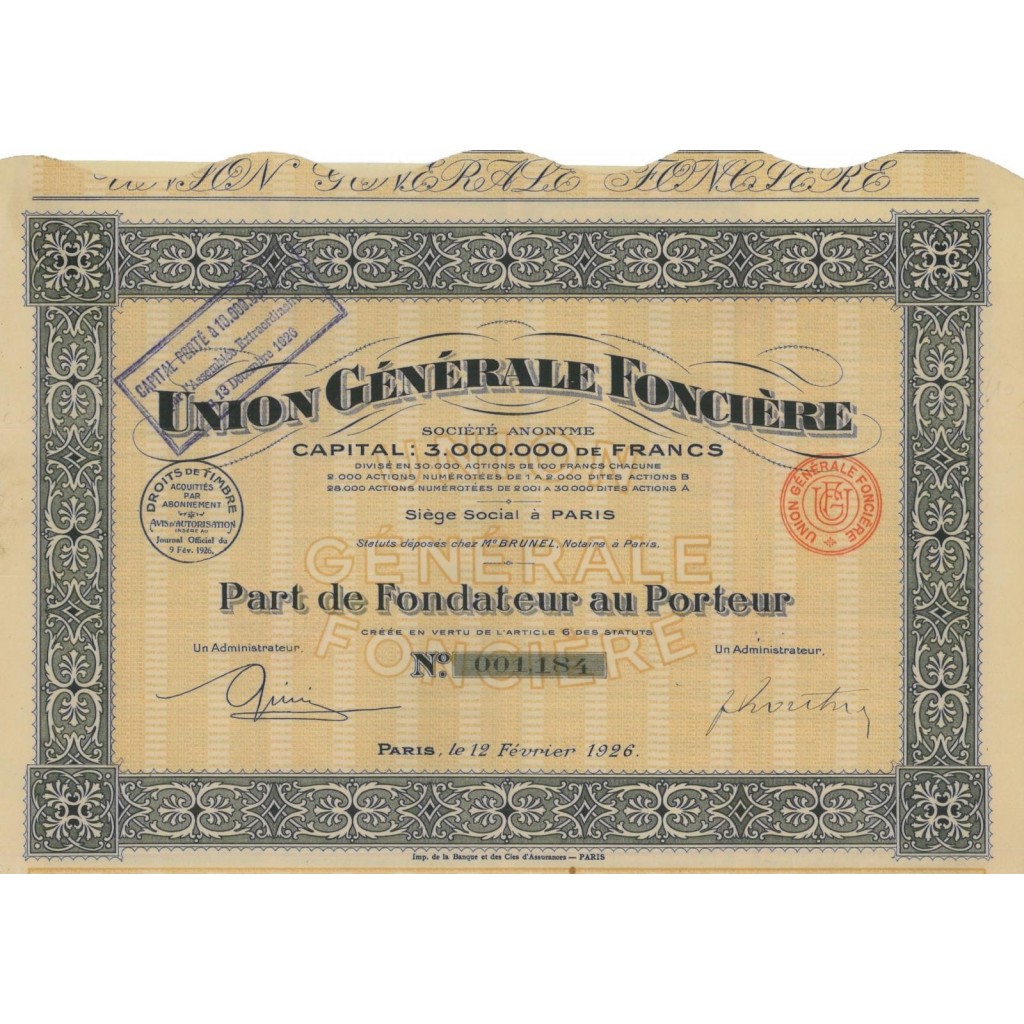 UNION GÉNÉRALE FONCIÈRE
CAPITAL PORTÉ à 10.000.
l'Assemblée Extraordinaire
13 Décembre 1926
UNION GÉNÉRALE FONCIÈRE
SOCIÉTÉ ANONYME
CAPITAL: 3.000.000 DE FRANCS
DIVISÉ EN 30.000 ACTIONS DE 100 FRANCS CHACUNE
2.000 ACTIONS NUMÉROTÉES DE 1 A 2.000 DITES ACTIONS B
28.000 ACTIONS NUMÉROTÉES DE 2001 A 30.000 DITES ACTIONS A
Siège Social à PARIS
Statuts déposés chez Me BRUNEL, Notaire à Paris.
DROITS DE TIMBRE
ACQUITTÉS
PAR
ABONNEMENT
AVIS D'AUTORISATION
INSÉRÉ AU
Journal Officiel du
9 Fév. 1926.
UNION GÉNÉRALE FONCIÈRE
UGF
UNION
GÉNÉRALE
FONCIÈRE
Part de Fondateur au Porteur
CRÉÉE EN VERTU DE L'ARTICLE 6 DES STATUTS
Un Administrateur,
No. 001,184
Un Administrateur,
PARIS, le 12 Février 1926.
Imp. de la Banque et des Cies d'Assurances — PARIS